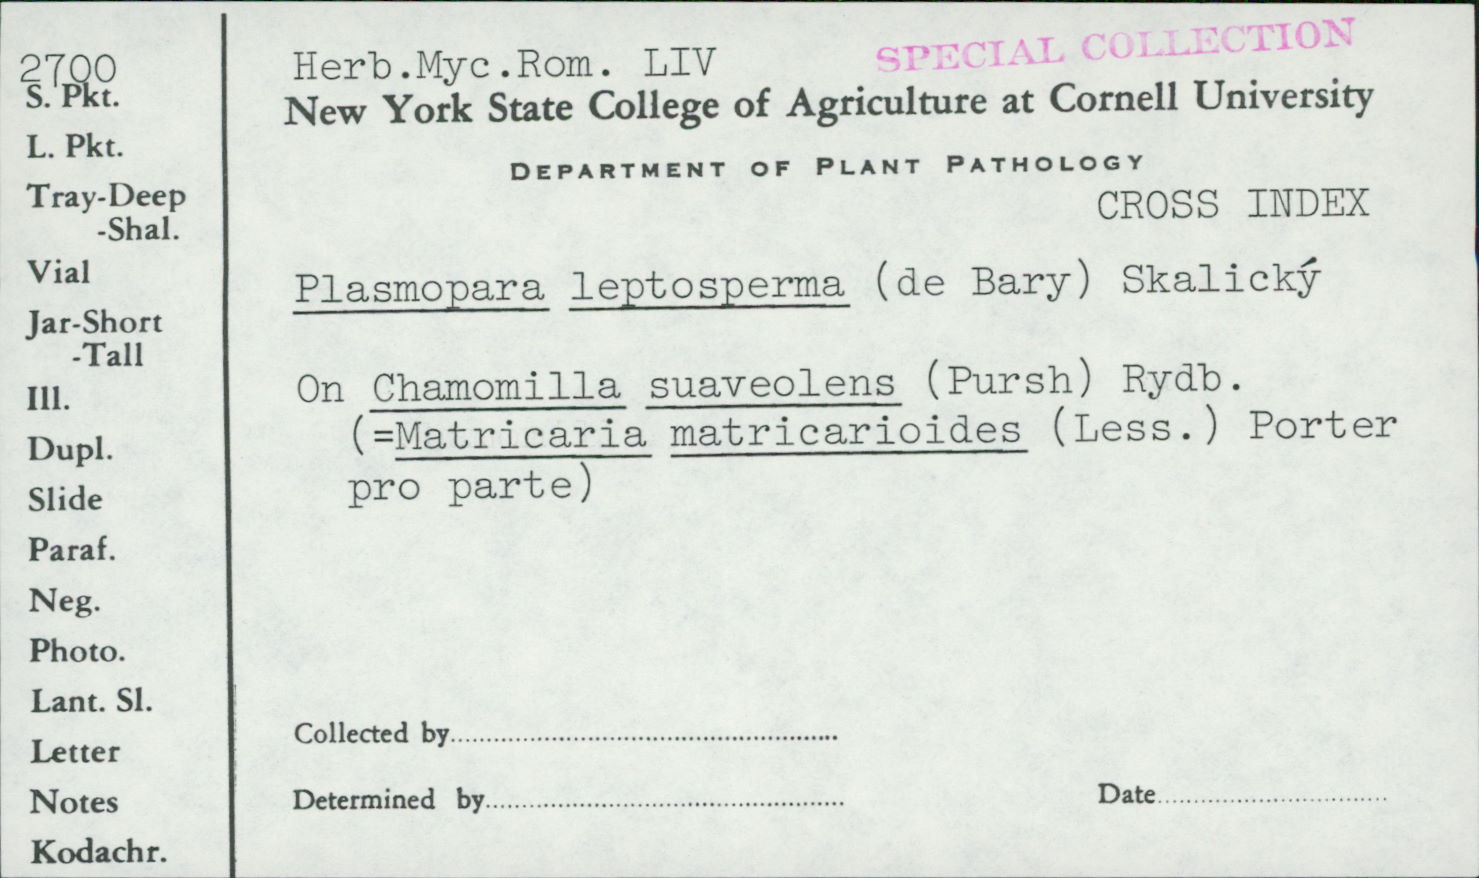 2700
S. Pkt.
L. Pkt.
Tray-Deep
-Shal.
Vial
Jar-Short
-Tall
Ill.
Dupl.
Slide
Paraf.
Neg.
Photo.
Lant. Sl.
Letter
Notes
Kodachr.
Herb.Myc.Rom. LIV
SPECIAL COLLECTION
New York State College of Agriculture at Cornell University
DEPARTMENT OF PLANT PATHOLOGY
CROSS INDEX
Plasmopara leptosperma (de Bary) Skalický
On Chamomilla suaveolens (Pursh) Rydb.
(=Matricaria matricarioides (Less.) Porter
pro parte)
Collected by
Determined by
Date